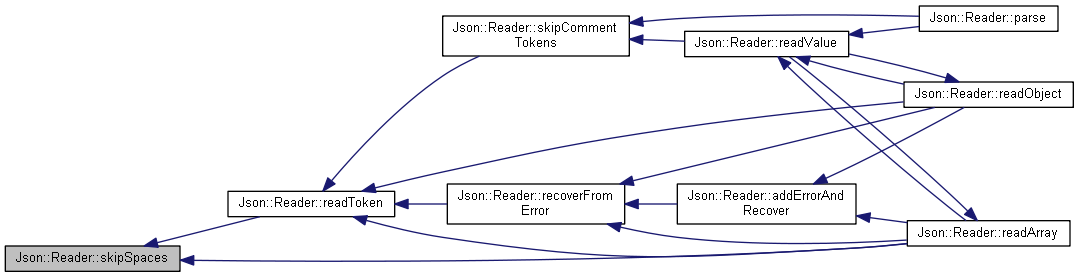 Json::Reader::skipComment
Tokens
Json::Reader::parse
Json::Reader::readValue
Json::Reader::readObject
Json::Reader::readToken
Json::Reader::recoverFrom
Error
Json::Reader::addErrorAnd
Recover
Json::Reader::readArray
Json::Reader::skipSpaces